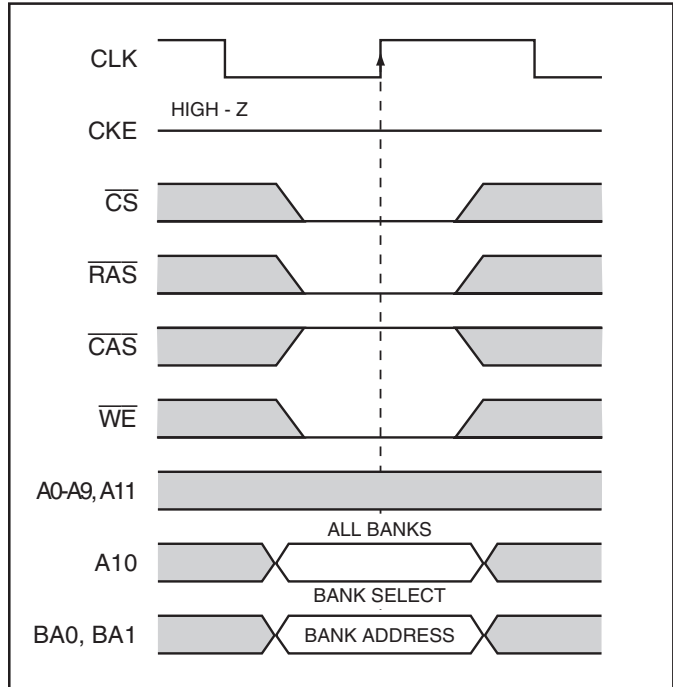 CLK
HIGH - Z
CKE
CS
RAS
CAS
WE
A0-A9, A11
ALL BANKS
A10
BANK SELECT
BA0, BA1
BANK ADDRESS